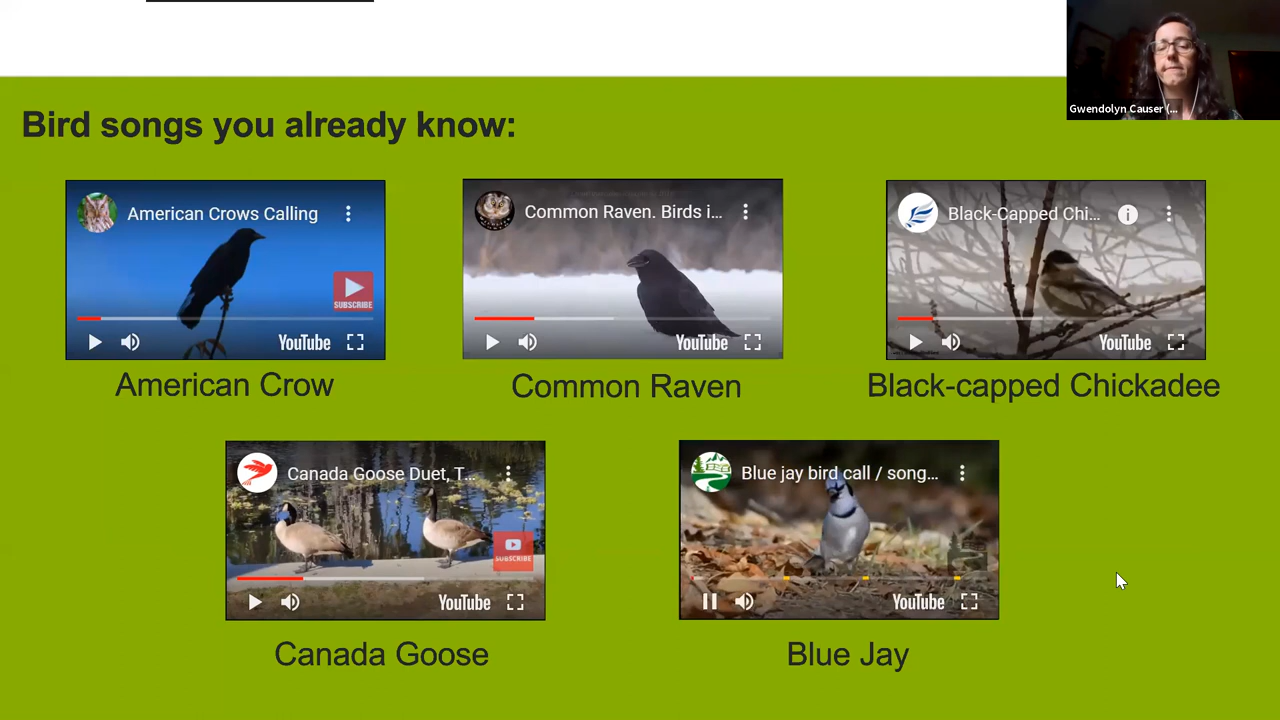 Gwendolyn Causer (...
Bird songs you already know:
American Crows Calling
SUBSCRIBE
YouTube
American Crow
Common Raven. Birds i...
YouTube
Common Raven
Black-Capped Chi...
YouTube
Black-capped Chickadee
Canada Goose Duet, T...
SUBSCRIBE
YouTube
Canada Goose
Blue jay bird call / song...
YouTube
Blue Jay